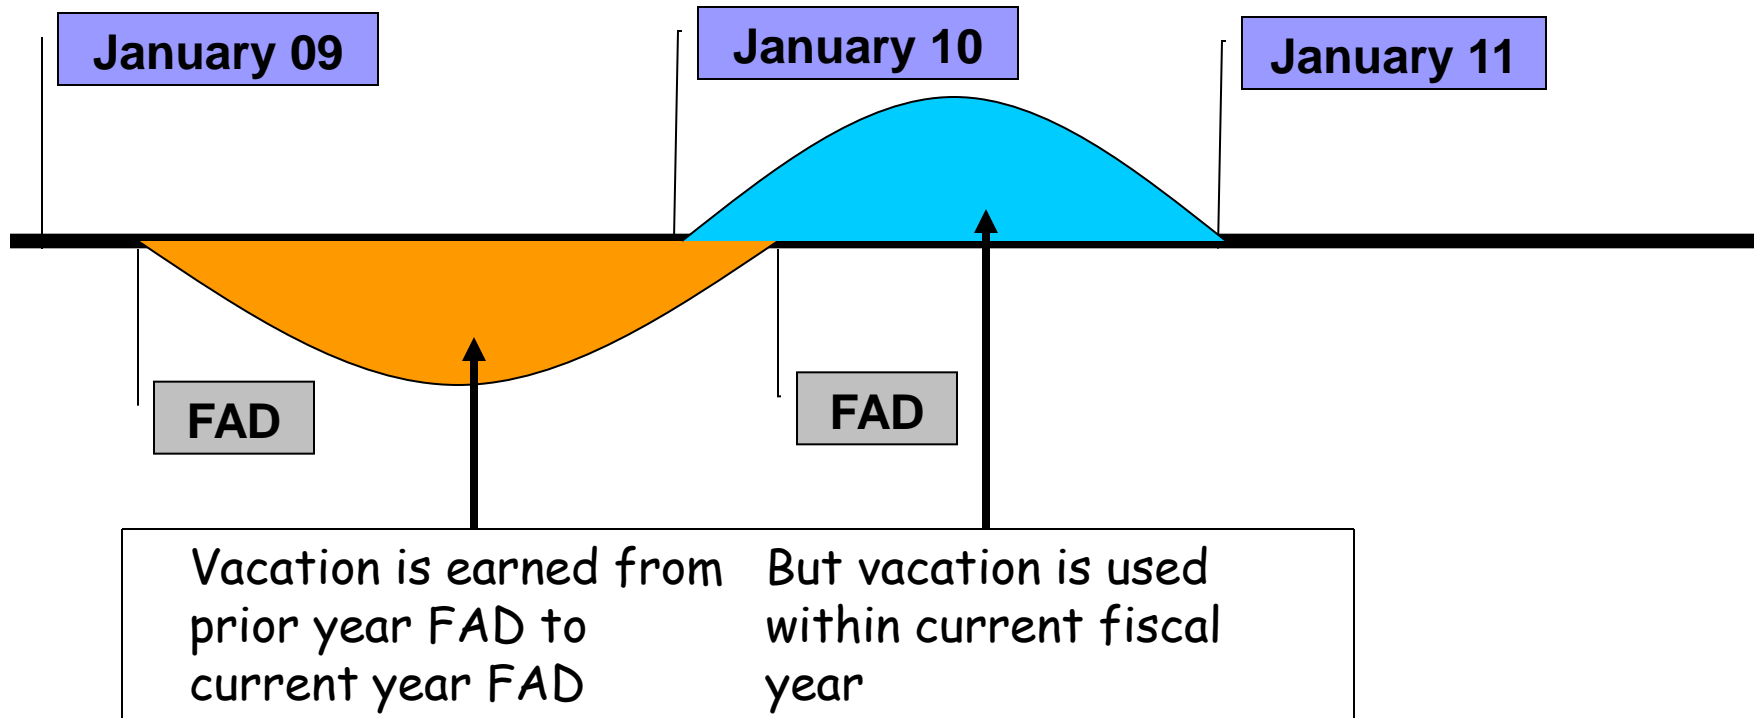 January 09
January 10
January 11
FAD
FAD
Vacation is earned from
prior year FAD to
current year FAD
But vacation is used
within current fiscal
year